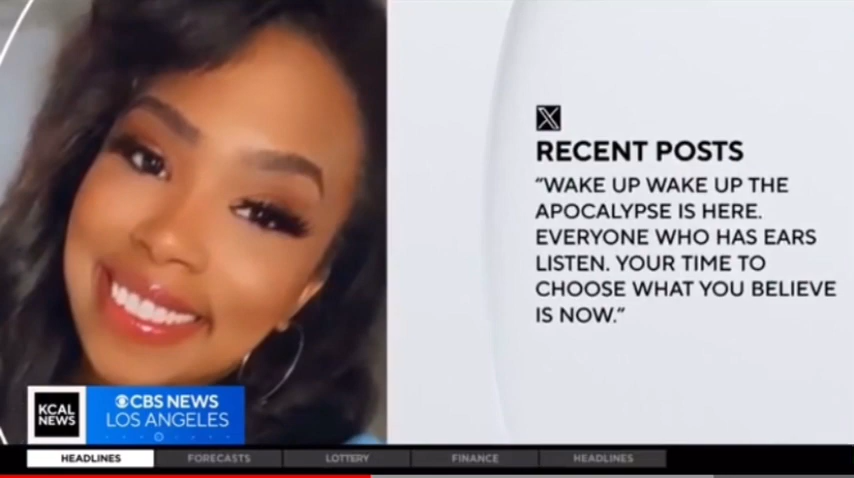 RECENT POSTS
“WAKE UP WAKE UP THE
APOCALYPSE IS HERE.
EVERYONE WHO HAS EARS
LISTEN. YOUR TIME TO
CHOOSE WHAT YOU BELIEVE
IS NOW.”
KCAL
NEWS
CBS NEWS
LOS ANGELES
HEADLINES
FORECASTS
LOTTERY
FINANCE
HEADLINES